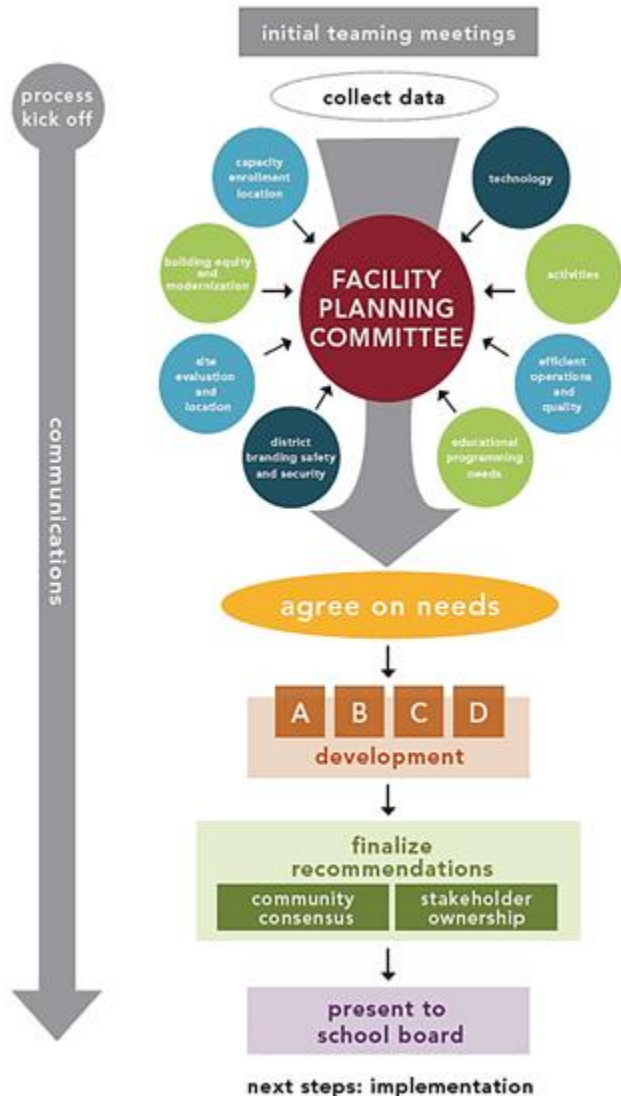 initial teaming meetings
process
kick off
collect data
capacity
enrollment
location
technology
building equity
and
modernization
FACILITY
PLANNING
COMMITTEE
activities
site
evaluation
and
location
efficient
operations
and
quality
district
branding safety
and security
educational
programming
needs
communications
agree on needs
A B C D
development
finalize
recommendations
community
consensus
stakeholder
ownership
present to
school board
next steps: implementation